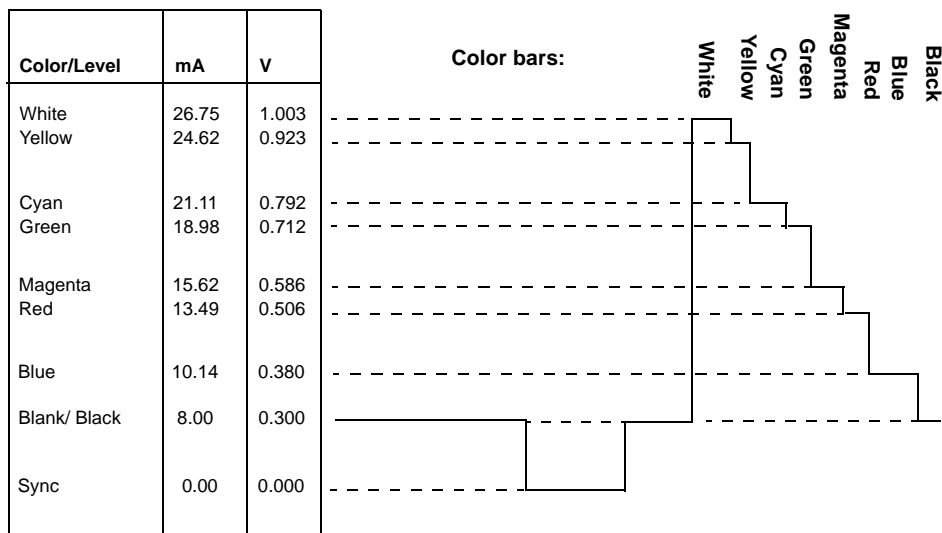 Color/Level mA V
Color bars:
White
Yellow
Cyan
Green
Magenta
Red
Blue
Black
White 26.75 1.003
Yellow 24.62 0.923
Cyan 21.11 0.792
Green 18.98 0.712
Magenta 15.62 0.586
Red 13.49 0.506
Blue 10.14 0.380
Blank/ Black 8.00 0.300
Sync 0.00 0.000